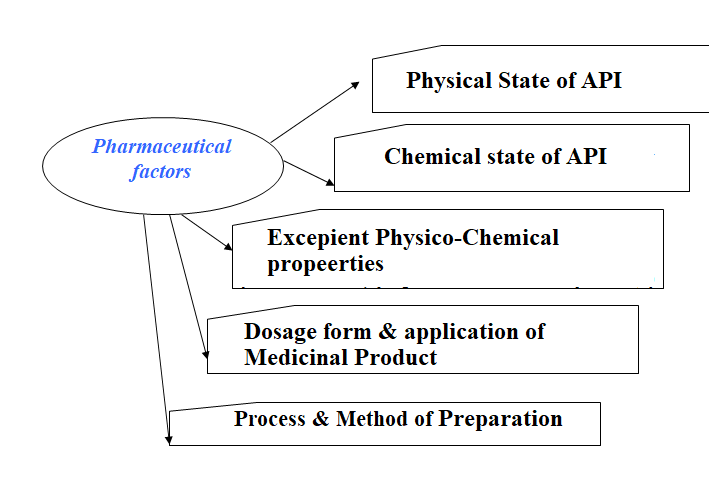 Pharmaceutical
factors
Physical State of API
Chemical state of API
Excepient Physico-Chemical
propeerties
Dosage form & application of
Medicinal Product
Process & Method of Preparation